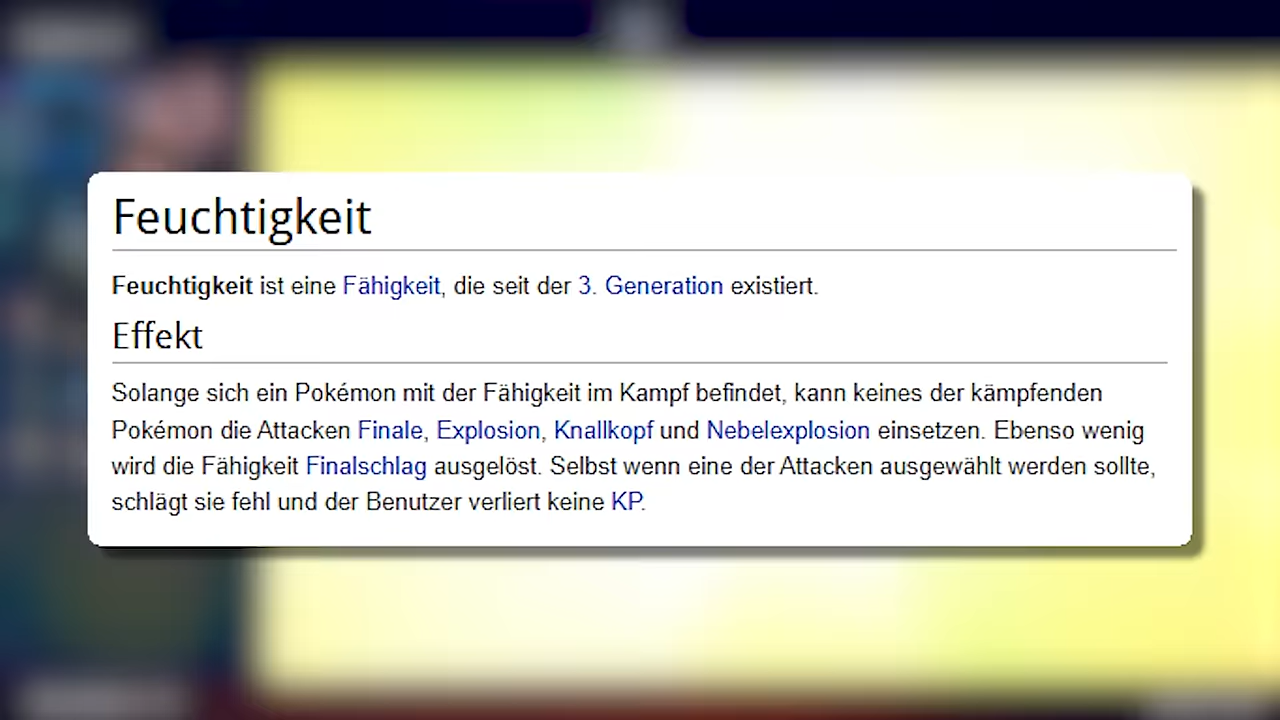 Feuchtigkeit
Feuchtigkeit ist eine Fähigkeit, die seit der 3. Generation existiert.
Effekt
Solange sich ein Pokémon mit der Fähigkeit im Kampf befindet, kann keines der kämpfenden
Pokémon die Attacken Finale, Explosion, Knallkopf und Nebelexplosion einsetzen. Ebenso wenig
wird die Fähigkeit Finalschlag ausgelöst. Selbst wenn eine der Attacken ausgewählt werden sollte,
schlägt sie fehl und der Benutzer verliert keine KP.